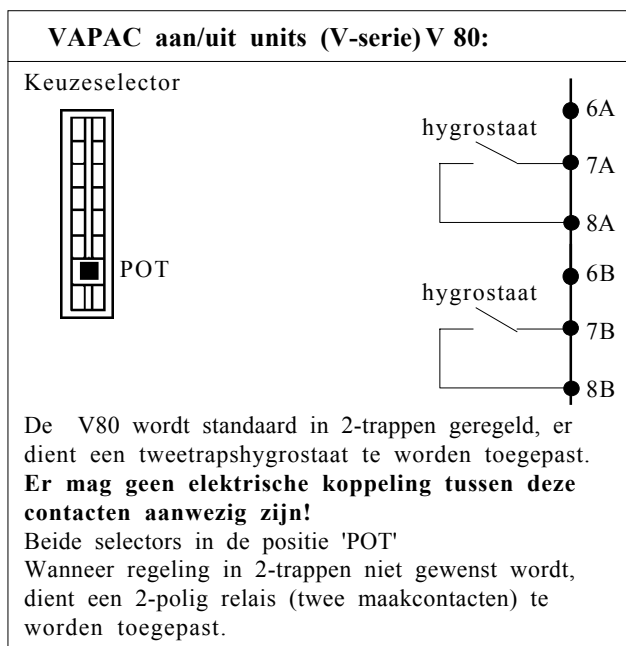 VAPAC aan/uit units (V-serie) V 80:
Keuzeselector
POT
hygrostaat
6A
7A
8A
hygrostaat
6B
7B
8B
De V80 wordt standaard in 2-trappen geregeld, er
dient een tweetrapshygrostaat te worden toegepast.
Er mag geen elektrische koppeling tussen deze
contacten aanwezig zijn!
Beide selectors in de positie 'POT'
Wanneer regeling in 2-trappen niet gewenst wordt,
dient een 2-polig relais (twee maakcontacten) te
worden toegepast.